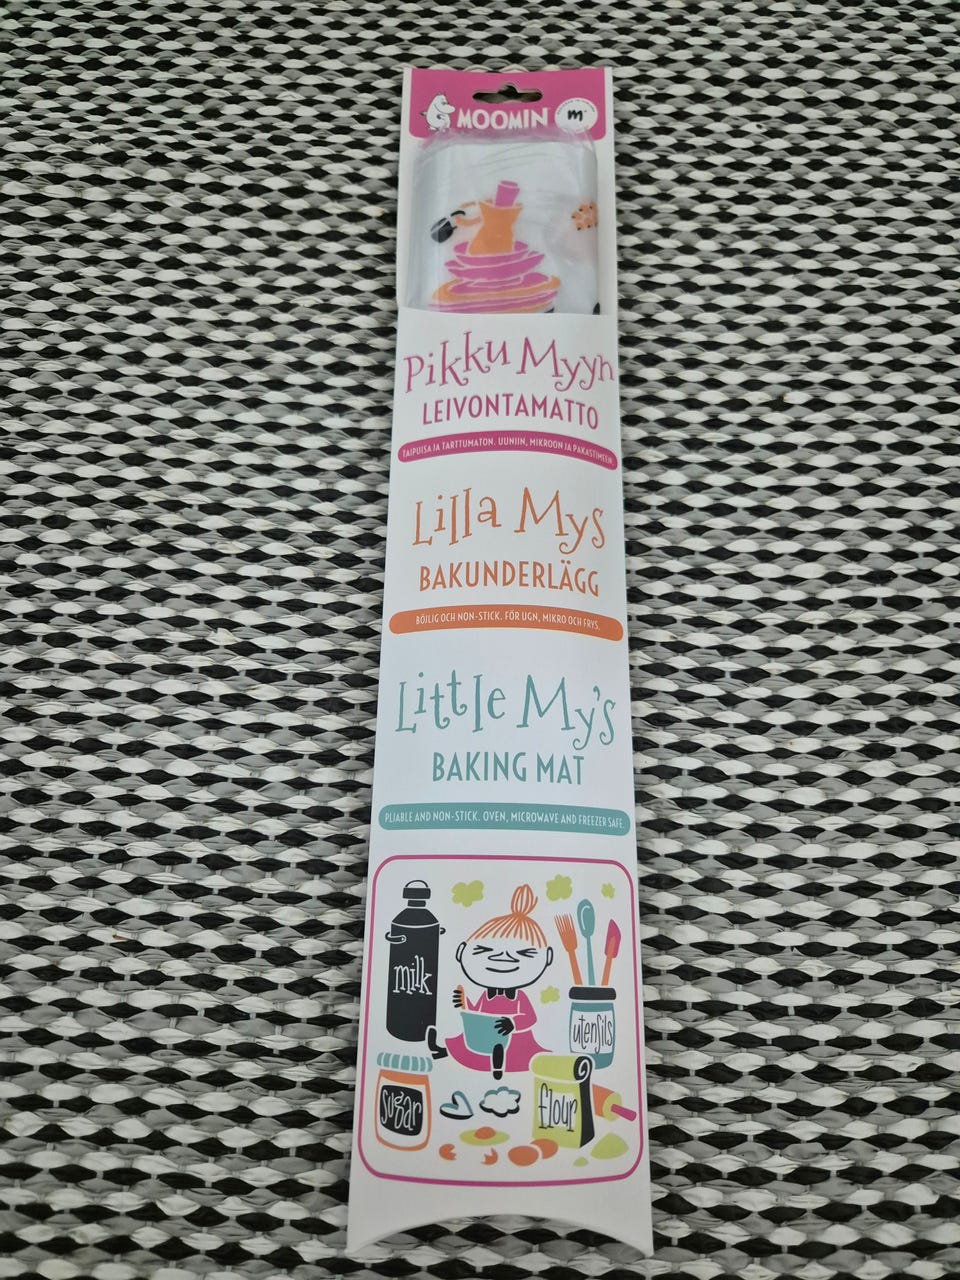 MOOMIN
m
Pikku Myyn
LEIVONTAMATTO
TAIPUISA JA TARTTUMATON. UUNIIN, MIKROON JA PAKASTIMEEN.
Lilla Mys
BAKUNDERLÄGG
BÖJLIG OCH NON-STICK. FÖR UGN, MIKRO OCH FRYS.
Little My's
BAKING MAT
PLIABLE AND NON-STICK. OVEN, MICROWAVE AND FREEZER SAFE.
milk
utensils
sugar
flour